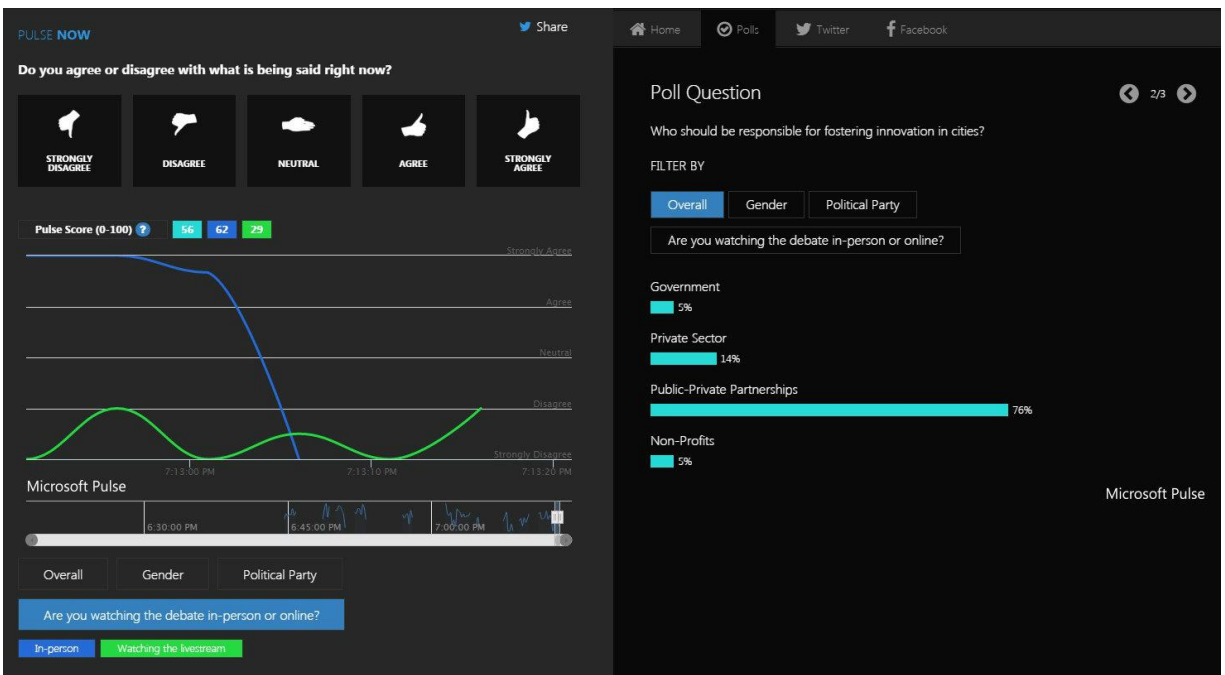 PULSE NOW
Share
Do you agree or disagree with what is being said right now?
STRONGLY
DISAGREE
DISAGREE
NEUTRAL
AGREE
STRONGLY
AGREE
Pulse Score (0-100) ? 56 62 29
Strongly Agree
Agree
Neutral
Disagree
Strongly Disagree
7:13:00 PM 7:13:10 PM 7:13:20 PM
Microsoft Pulse
6:30:00 PM 6:45:00 PM 7:00:00 PM
Overall Gender Political Party
Are you watching the debate in-person or online?
In-person Watching the livestream
Home Polls Twitter Facebook
Poll Question
2/3
Who should be responsible for fostering innovation in cities?
FILTER BY
Overall Gender Political Party
Are you watching the debate in-person or online?
Government
5%
Private Sector
14%
Public-Private Partnerships
76%
Non-Profits
5%
Microsoft Pulse